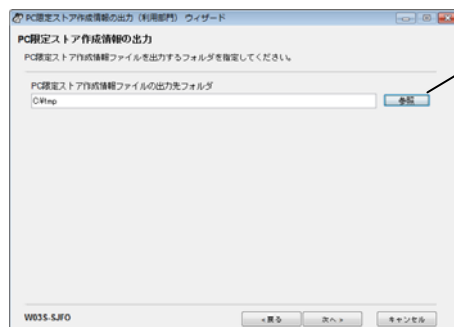 PC限定ストア作成情報の出力（利用部門） ウィザード
PC限定ストア作成情報の出力
PC限定ストア作成情報ファイルを出力するフォルダを指定してください。
PC限定ストア作成情報ファイルの出力先フォルダ
C:¥tmp
参照
W03S-SJFO
<戻る
次へ>
キャンセル